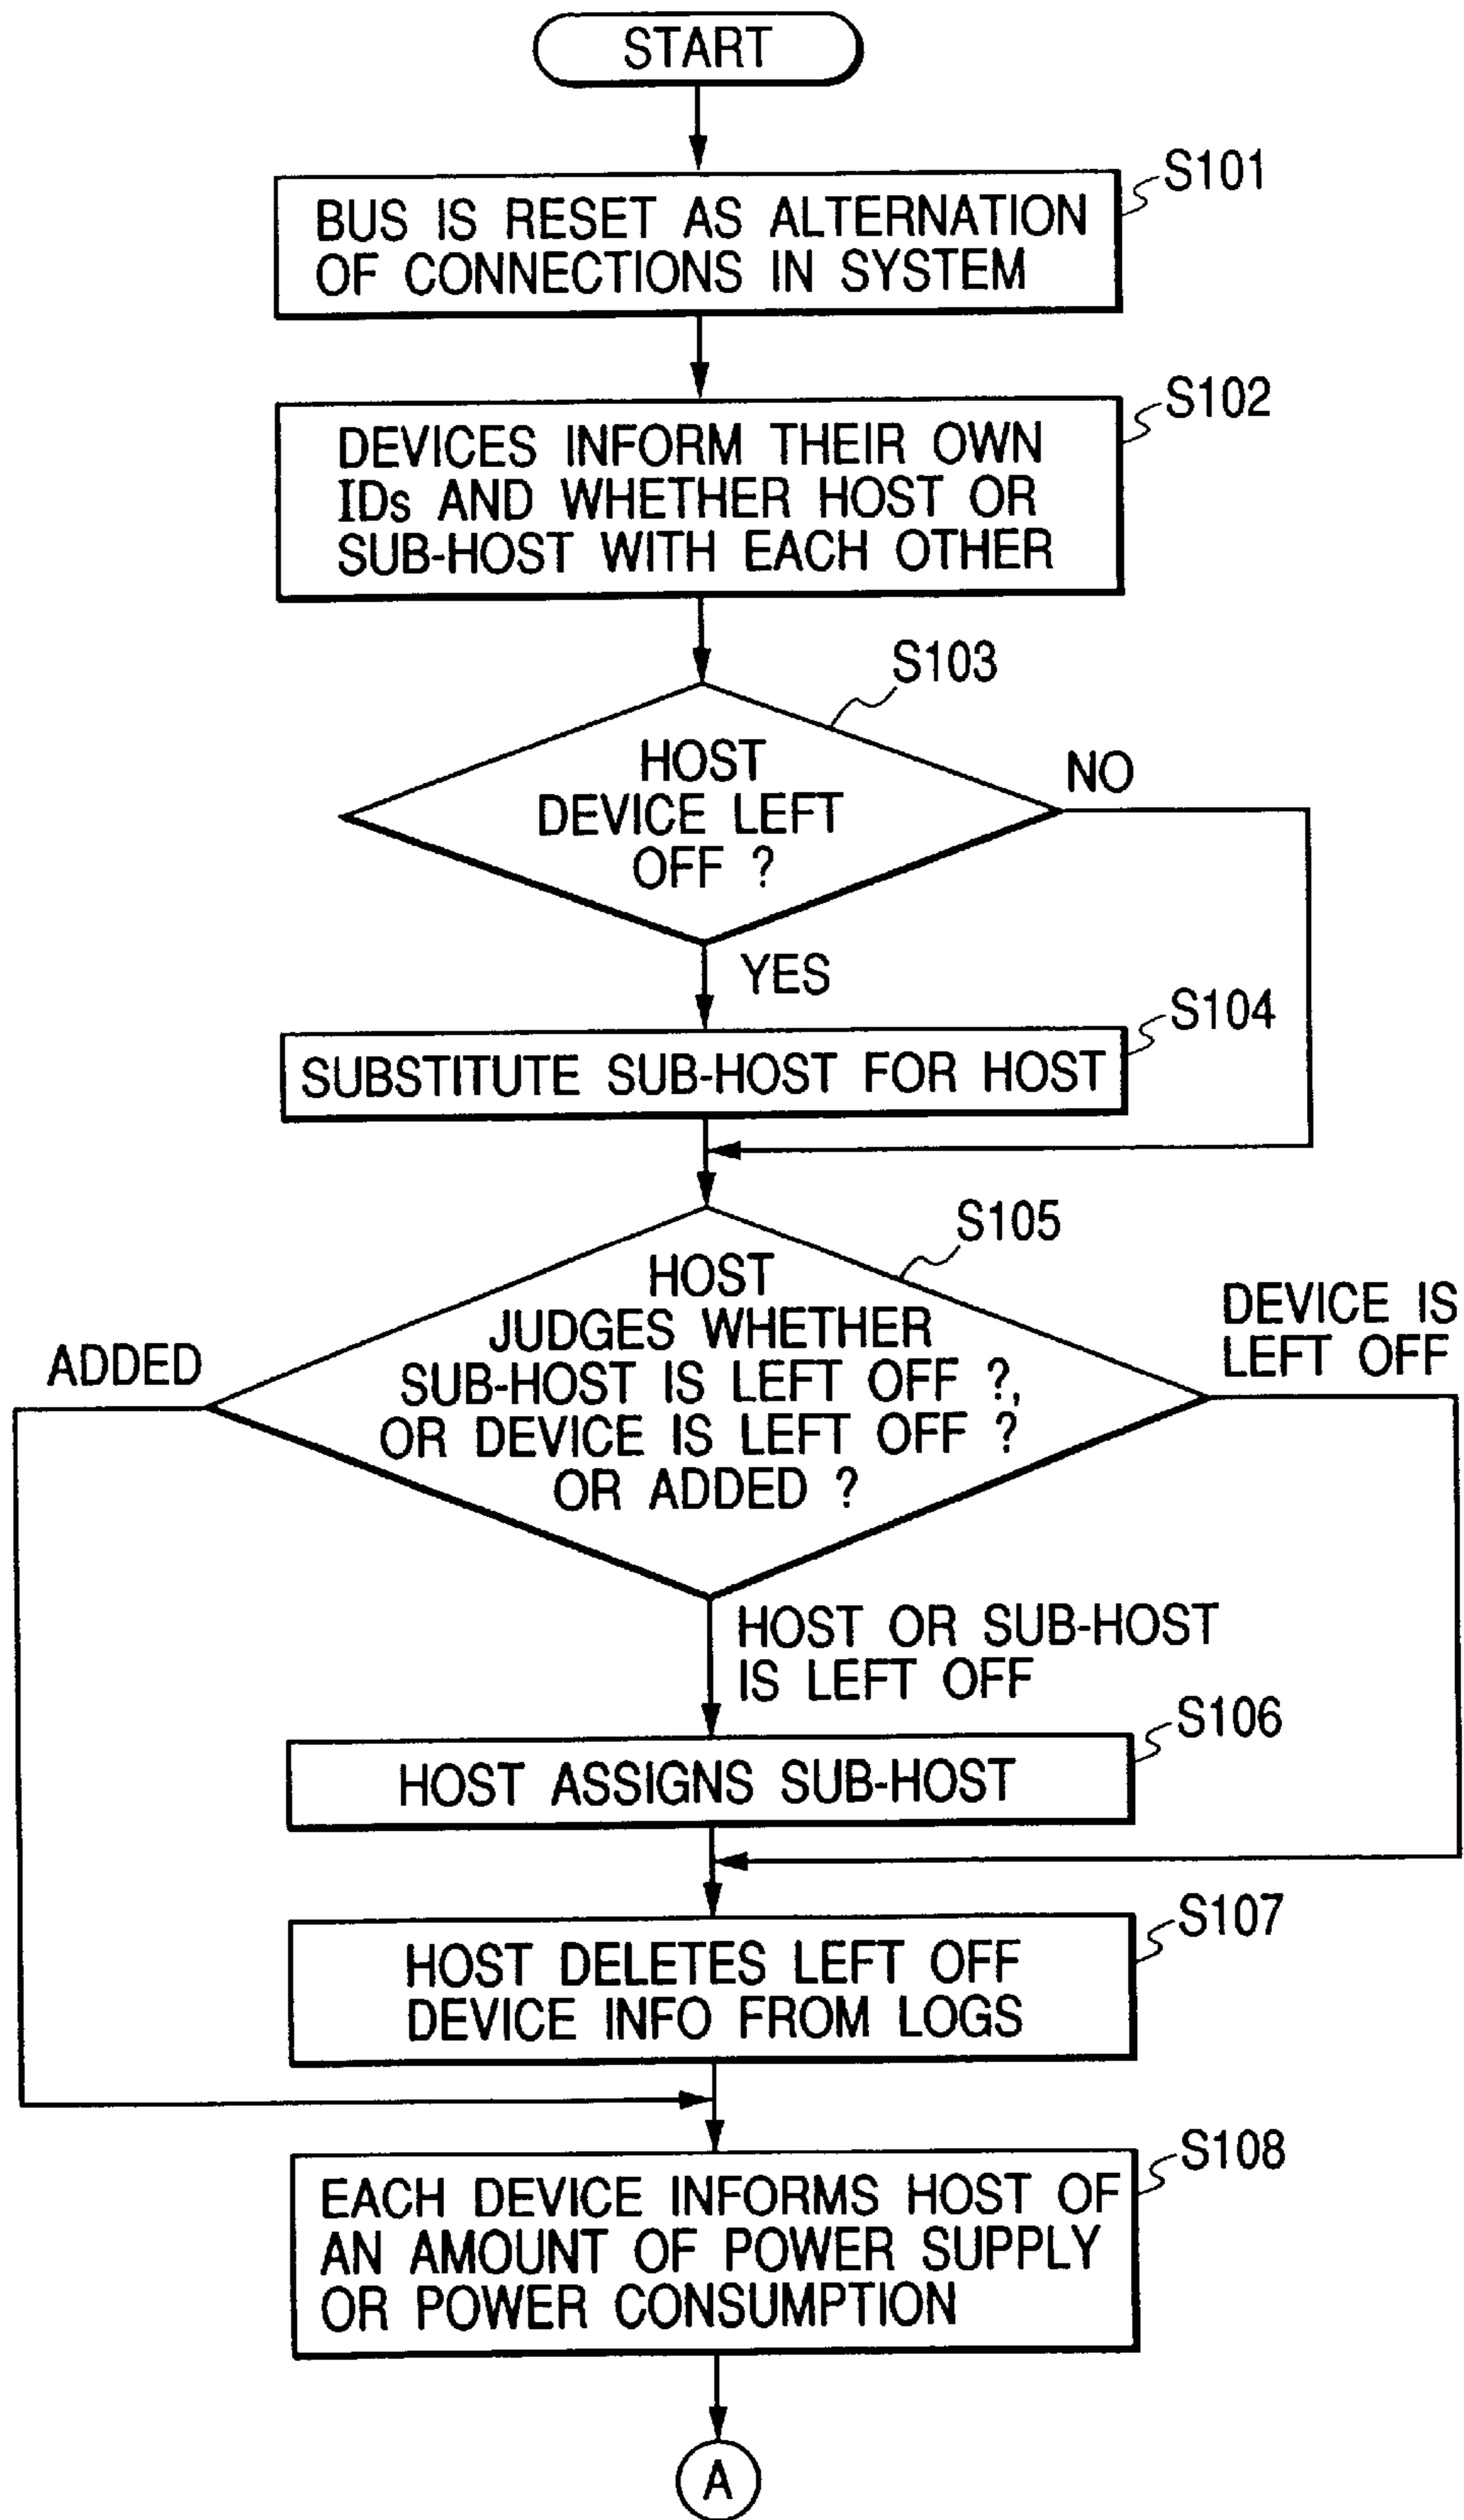 START
S101
BUS IS RESET AS ALTERNATION
OF CONNECTIONS IN SYSTEM
S102
DEVICES INFORM THEIR OWN
IDs AND WHETHER HOST OR
SUB-HOST WITH EACH OTHER
S103
HOST
DEVICE LEFT
OFF ?
NO
YES
S104
SUBSTITUTE SUB-HOST FOR HOST
S105
HOST
JUDGES WHETHER
SUB-HOST IS LEFT OFF ?,
OR DEVICE IS LEFT OFF ?
OR ADDED ?
ADDED
DEVICE IS
LEFT OFF
HOST OR SUB-HOST
IS LEFT OFF
S106
HOST ASSIGNS SUB-HOST
S107
HOST DELETES LEFT OFF
DEVICE INFO FROM LOGS
S108
EACH DEVICE INFORMS HOST OF
AN AMOUNT OF POWER SUPPLY
OR POWER CONSUMPTION
A